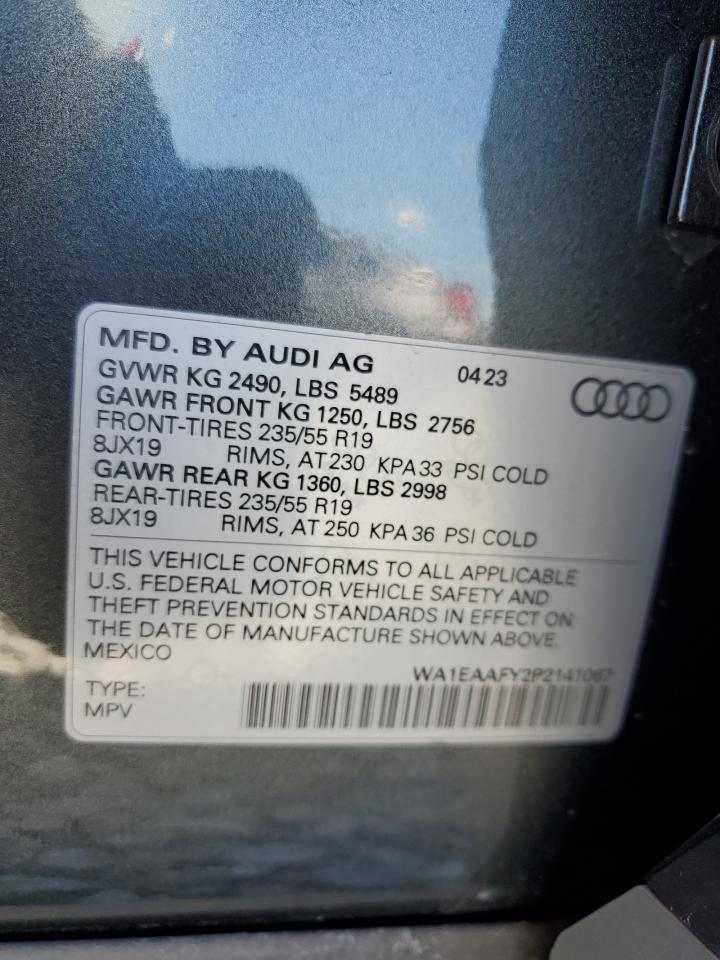 MFD. BY AUDI AG 0423
GVWR KG 2490, LBS 5489
GAWR FRONT KG 1250, LBS 2756
FRONT-TIRES 235/55 R19
8JX19 RIMS, AT 230 KPA 33 PSI COLD
GAWR REAR KG 1360, LBS 2998
REAR-TIRES 235/55 R19
8JX19 RIMS, AT 250 KPA 36 PSI COLD
THIS VEHICLE CONFORMS TO ALL APPLICABLE
U.S. FEDERAL MOTOR VEHICLE SAFETY AND
THEFT PREVENTION STANDARDS IN EFFECT ON
THE DATE OF MANUFACTURE SHOWN ABOVE.
MEXICO
WA1EAAFY2P2141067
TYPE:
MPV